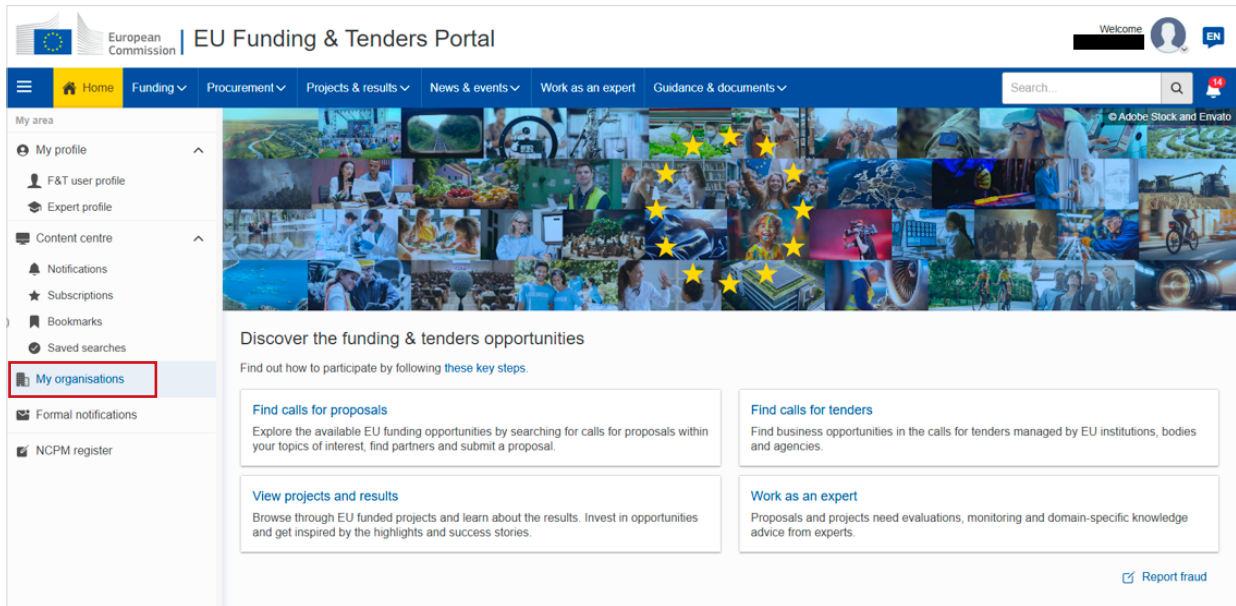 European
Commission
EU Funding & Tenders Portal
Welcome
EN
Home
Funding
Procurement
Projects & results
News & events
Work as an expert
Guidance & documents
Search...
14
My area
© Adobe Stock and Envato
My profile
F&T user profile
Expert profile
Content centre
Notifications
Subscriptions
Bookmarks
Saved searches
My organisations
Formal notifications
NCPM register
Discover the funding & tenders opportunities
Find out how to participate by following these key steps.
Find calls for proposals
Explore the available EU funding opportunities by searching for calls for proposals within
your topics of interest, find partners and submit a proposal.
Find calls for tenders
Find business opportunities in the calls for tenders managed by EU institutions, bodies
and agencies.
View projects and results
Browse through EU funded projects and learn about the results. Invest in opportunities
and get inspired by the highlights and success stories.
Work as an expert
Proposals and projects need evaluations, monitoring and domain-specific knowledge
advice from experts.
Report fraud